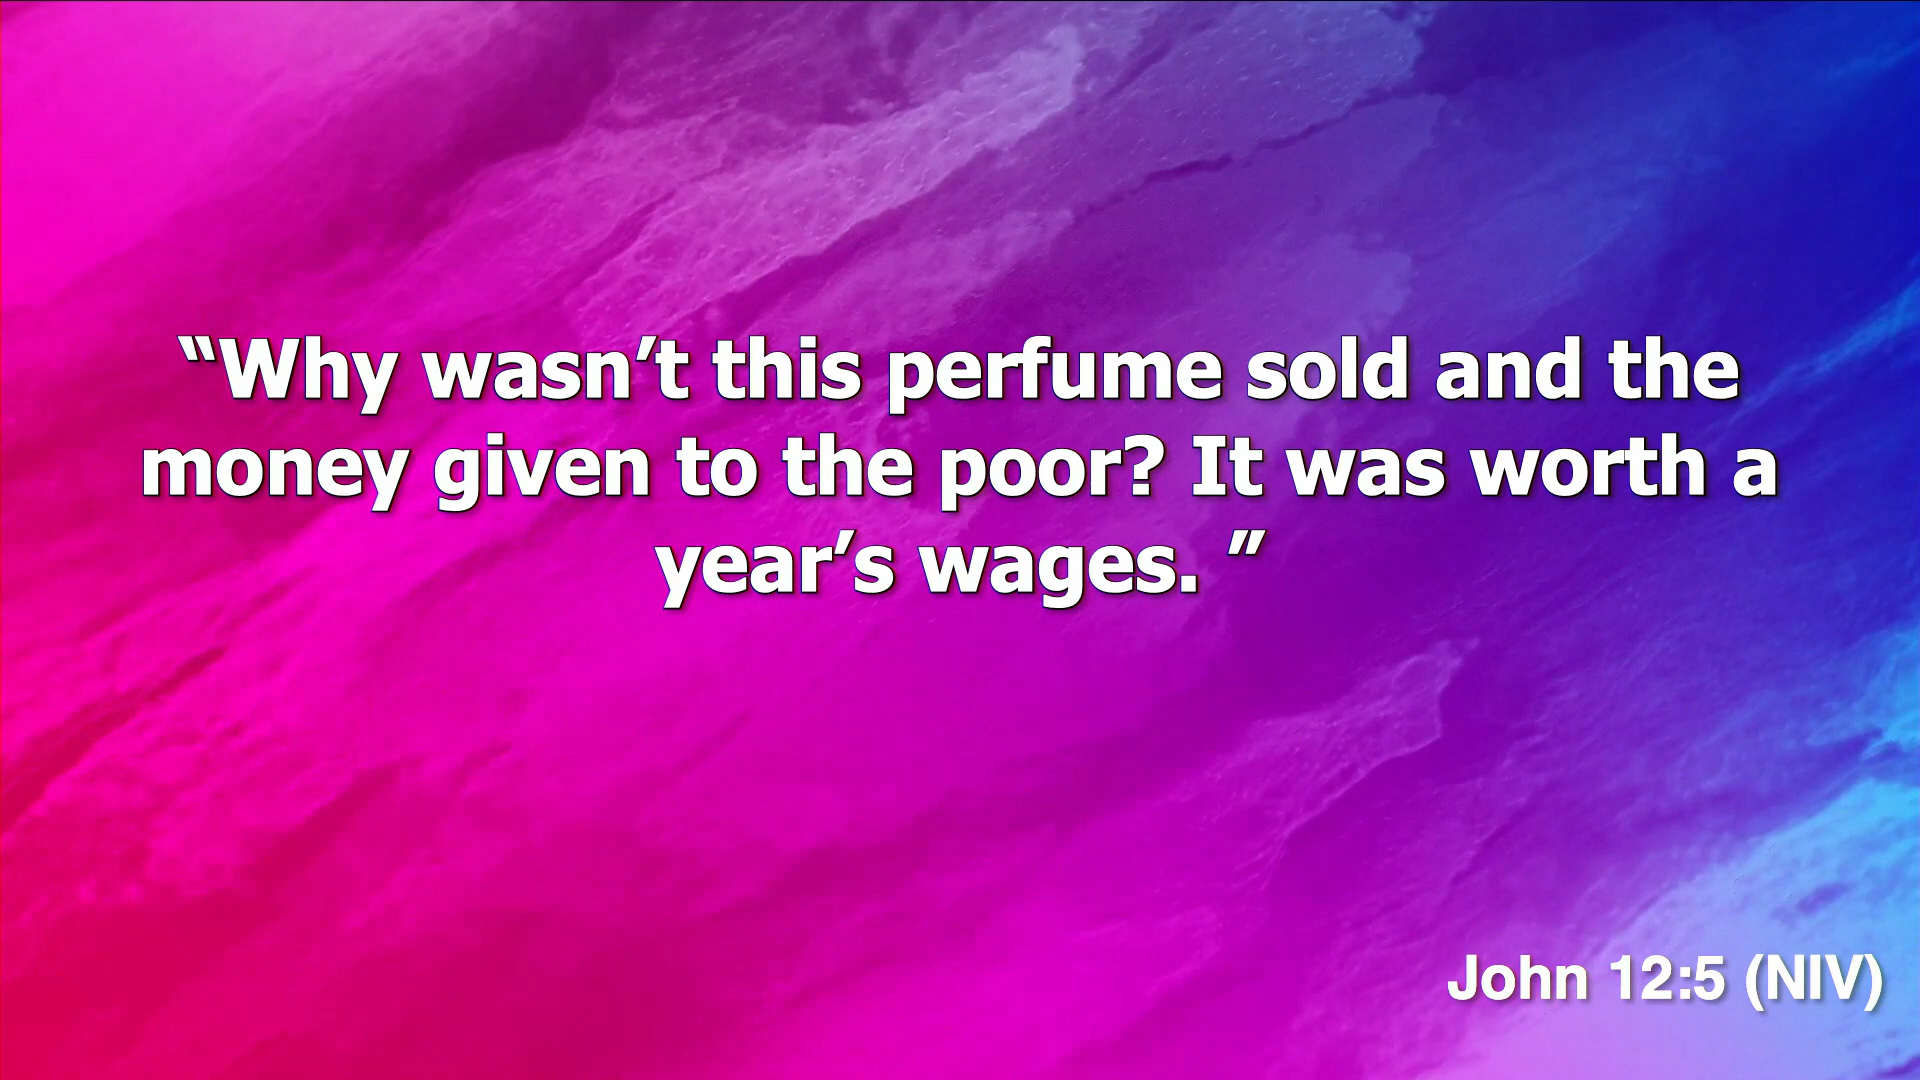 “Why wasn’t this perfume sold and the
money given to the poor? It was worth a
year’s wages. ”
John 12:5 (NIV)